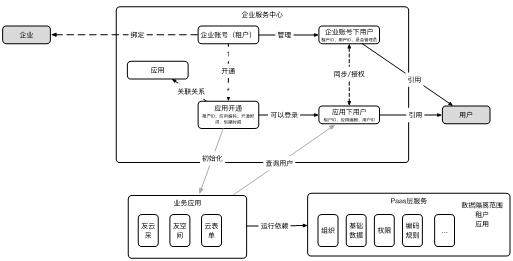 企业服务中心
企业
绑定
企业账号（租户）
管理
企业账号下用户
租户ID、用户ID、是否管理员
1
开通
*
应用
关联关系
同步/授权
引用
应用开通
租户ID、应用编码、开通时
间、到期时间
可以登录
应用下用户
租户ID、应用编码、用户ID
引用
用户
初始化
查询用户
业务应用
友云
采
友空
间
云表
单
运行依赖
Pass层服务
组织
基础
数据
权限
编码
规则
...
数据隔离范围
租户
应用